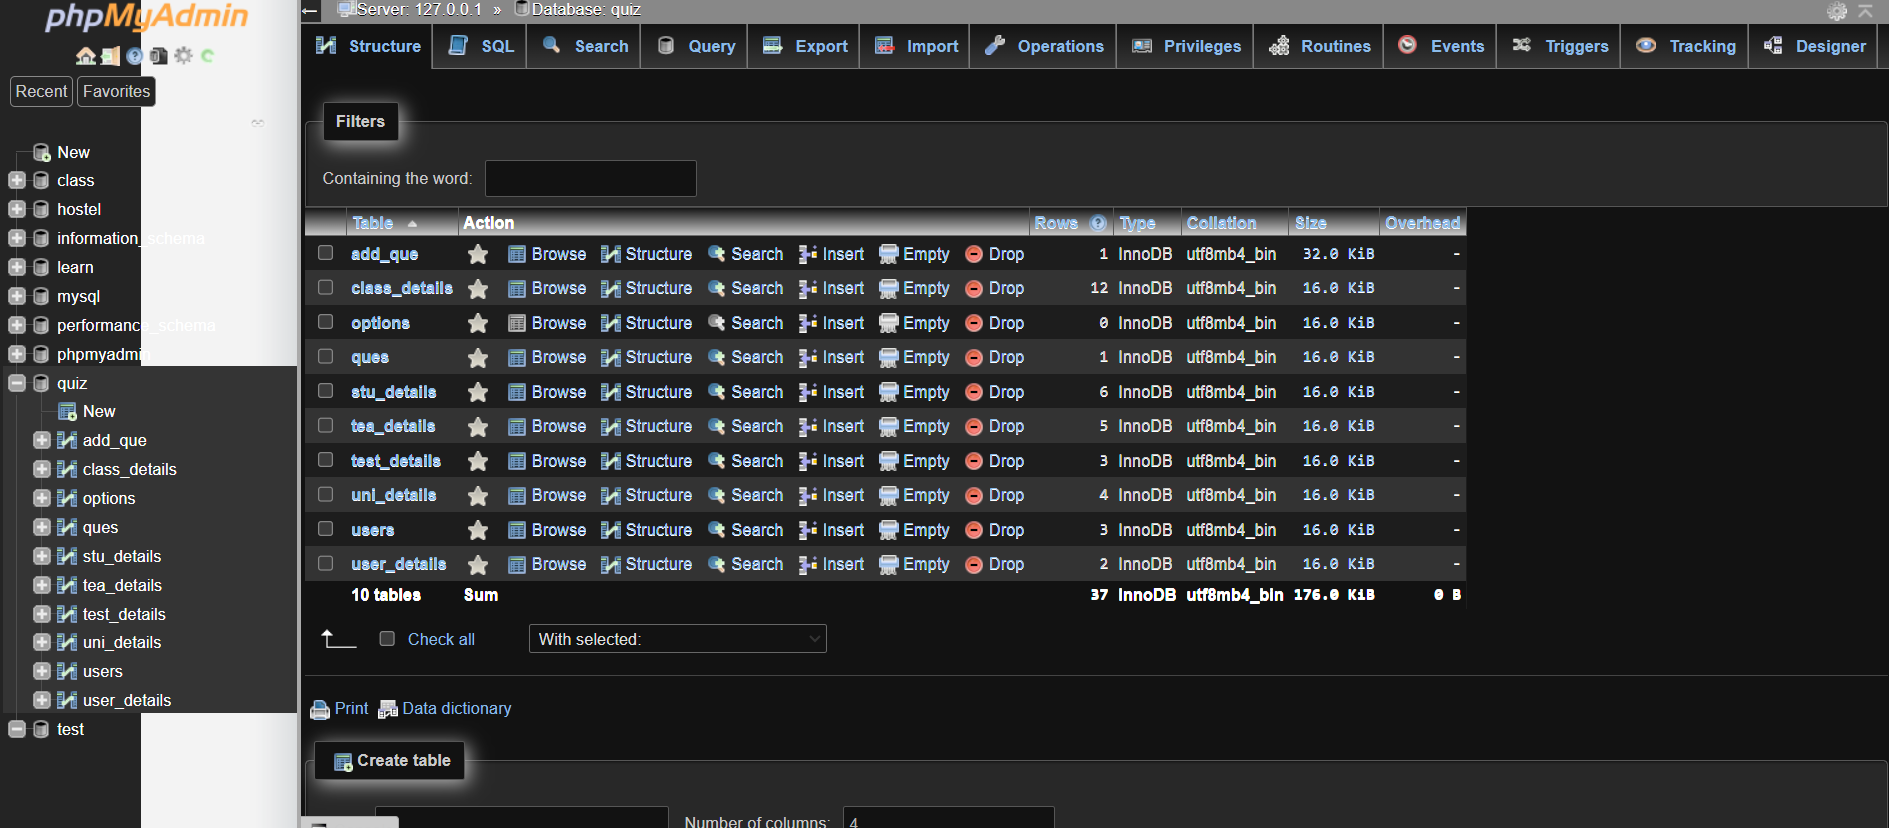 phpMyAdmin
Recent Favorites
New
class
hostel
information_schema
learn
mysql
performance_schema
phpmyadmin
quiz
New
add_que
class_details
options
ques
stu_details
tea_details
test_details
uni_details
users
user_details
test
Server: 127.0.0.1 » Database: quiz
Structure SQL Search Query Export Import Operations Privileges Routines Events Triggers Tracking Designer
Filters
Containing the word:
Table Action Rows Type Collation Size Overhead
add_que Browse Structure Search Insert Empty Drop 1 InnoDB utf8mb4_bin 32.0 KiB -
class_details Browse Structure Search Insert Empty Drop 12 InnoDB utf8mb4_bin 16.0 KiB -
options Browse Structure Search Insert Empty Drop 0 InnoDB utf8mb4_bin 16.0 KiB -
ques Browse Structure Search Insert Empty Drop 1 InnoDB utf8mb4_bin 16.0 KiB -
stu_details Browse Structure Search Insert Empty Drop 6 InnoDB utf8mb4_bin 16.0 KiB -
tea_details Browse Structure Search Insert Empty Drop 5 InnoDB utf8mb4_bin 16.0 KiB -
test_details Browse Structure Search Insert Empty Drop 3 InnoDB utf8mb4_bin 16.0 KiB -
uni_details Browse Structure Search Insert Empty Drop 4 InnoDB utf8mb4_bin 16.0 KiB -
users Browse Structure Search Insert Empty Drop 3 InnoDB utf8mb4_bin 16.0 KiB -
user_details Browse Structure Search Insert Empty Drop 2 InnoDB utf8mb4_bin 16.0 KiB -
10 tables Sum 37 InnoDB utf8mb4_bin 176.0 KiB 0 B
Check all With selected:
Print Data dictionary
Create table
Number of columns: 4